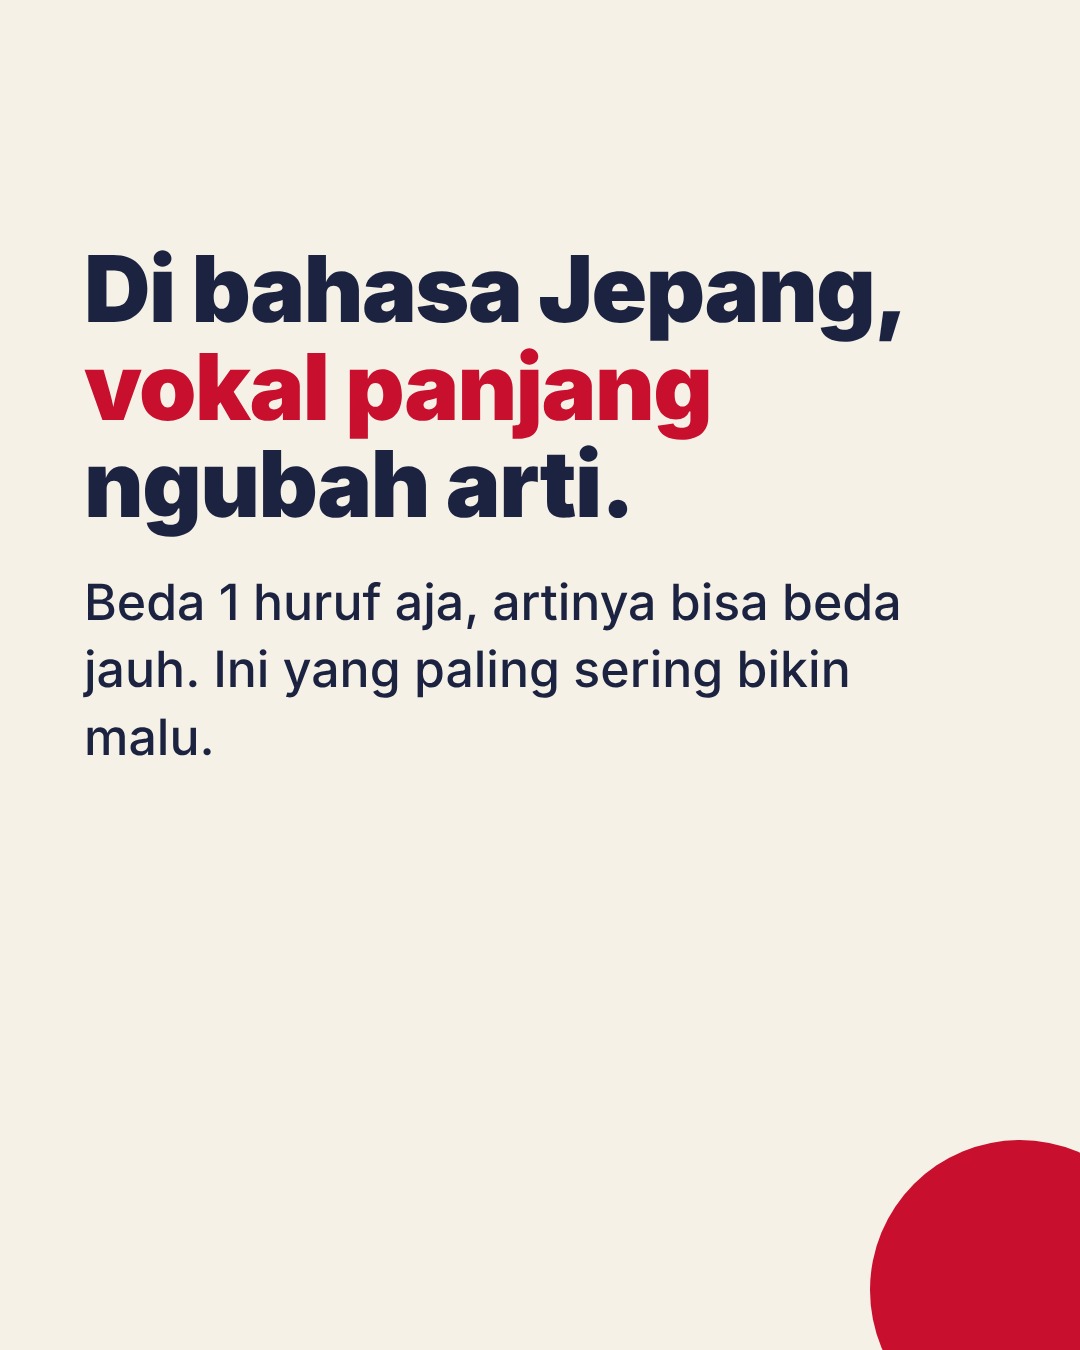 Di bahasa Jepang,
vokal panjang
ngubah arti.
Beda 1 huruf aja, artinya bisa beda
jauh. Ini yang paling sering bikin
malu.